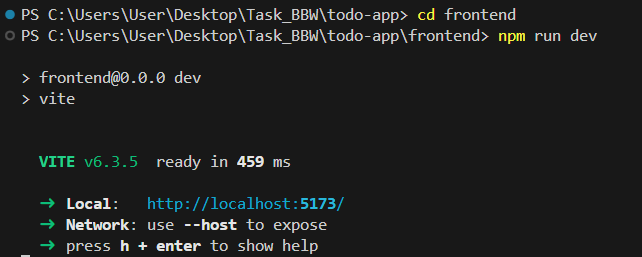 PS C:\Users\User\Desktop\Task_BBW\todo-app> cd frontend
PS C:\Users\User\Desktop\Task_BBW\todo-app\frontend> npm run dev
> frontend@0.0.0 dev
> vite
VITE v6.3.5 ready in 459 ms
➜ Local: http://localhost:5173/
➜ Network: use --host to expose
➜ press h + enter to show help